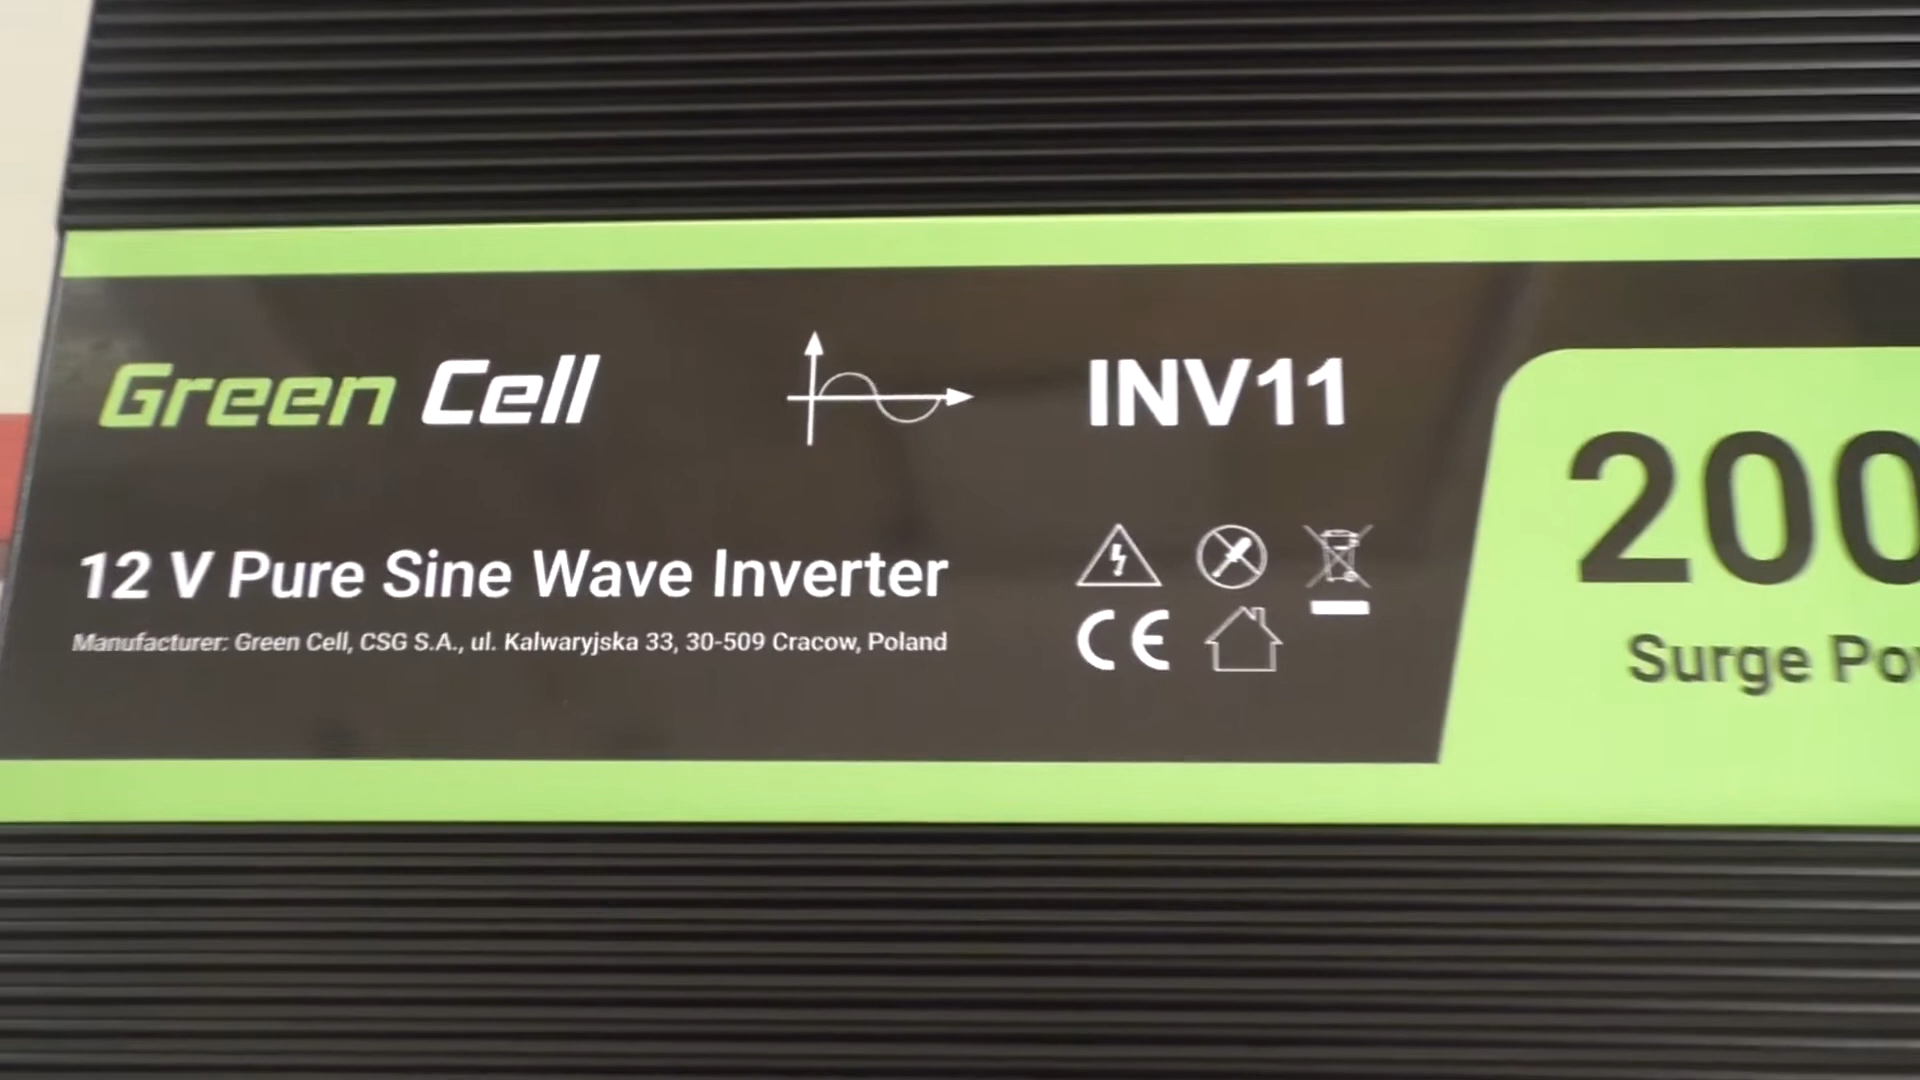 Green Cell
INV11
12 V Pure Sine Wave Inverter
Manufacturer: Green Cell, CSG S.A., ul. Kalwaryjska 33, 30-509 Cracow, Poland
CE
200
Surge